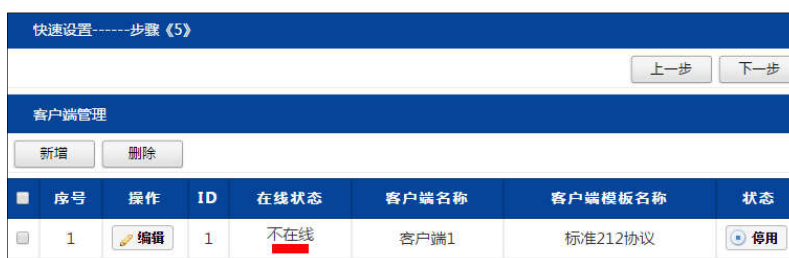 快速设置------步骤《5》
上一步 下一步
客户端管理
新增 删除
序号 操作 ID 在线状态 客户端名称 客户端模板名称 状态
1 编辑 1 不在线 客户端1 标准212协议 停用